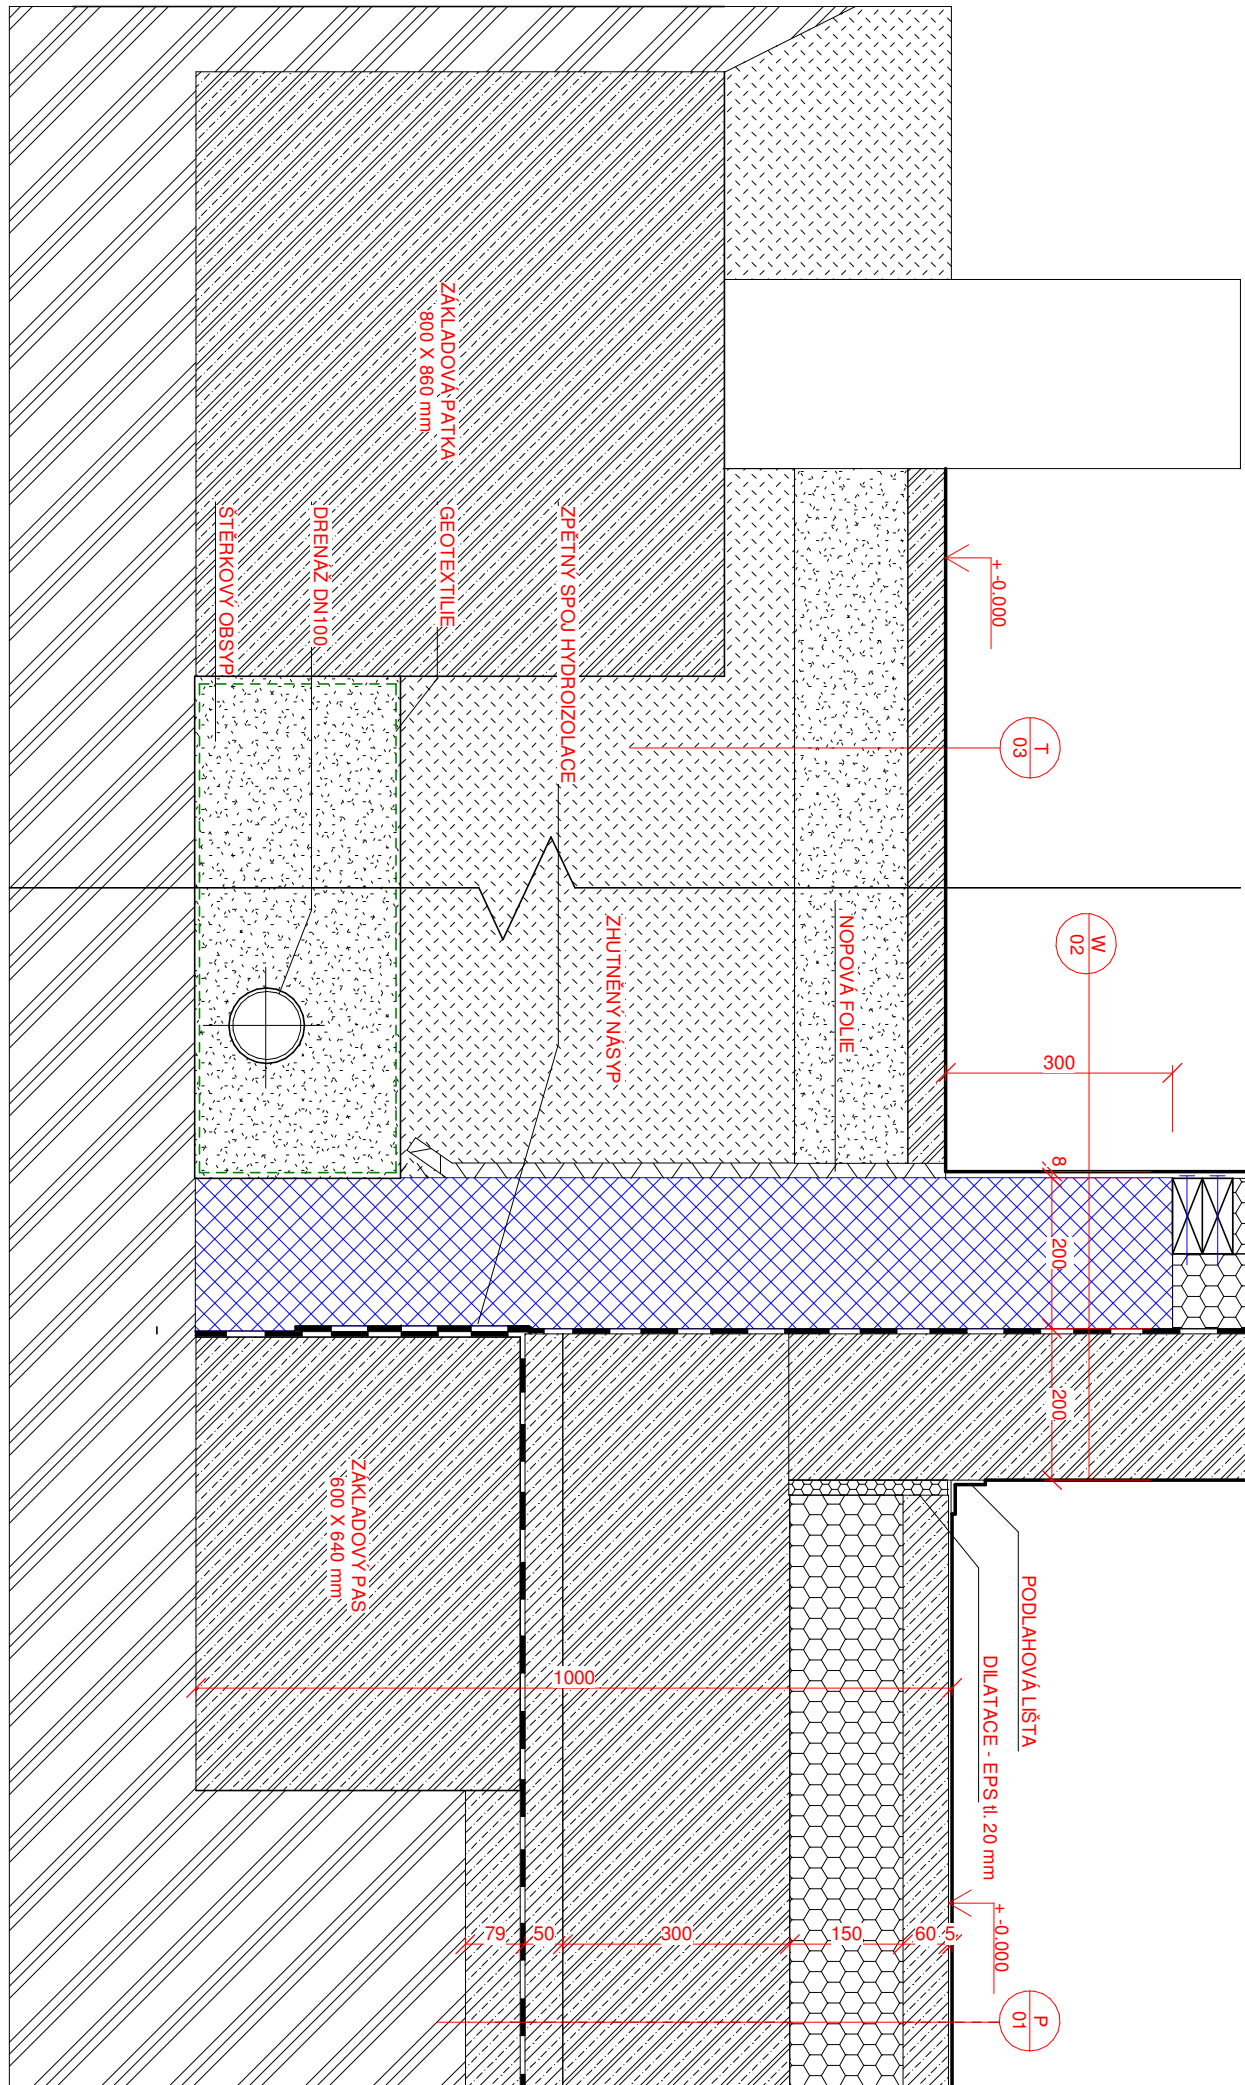 ZÁKLADOVÁ PATKA
800 X 860 mm
ŠTĚRKOVÝ OBSYP
DRENÁŽ DN100
GEOTEXTILIE
ZPĚTNÝ SPOJ HYDROIZOLACE
+ -0.000
T
03
ZHUTNĚNÝ NÁSYP
NOPOVÁ FOLIE
W
02
300
8
200
200
ZÁKLADOVÝ PAS
600 X 640 mm
1000
PODLAHOVÁ LIŠTA
DILATACE - EPS tl. 20 mm
+ -0.000
79
50
300
150
60
5
P
01